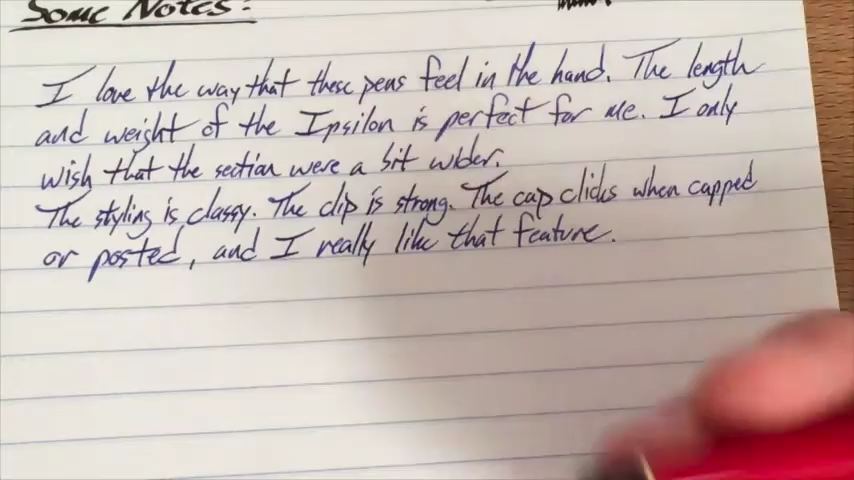 Some Notes:
I love the way that these pens feel in the hand. The length
and weight of the Ipsilon is perfect for me. I only
wish that the section were a bit wider.
The styling is classy. The clip is strong. The cap clicks when capped
or posted, and I really like that feature.